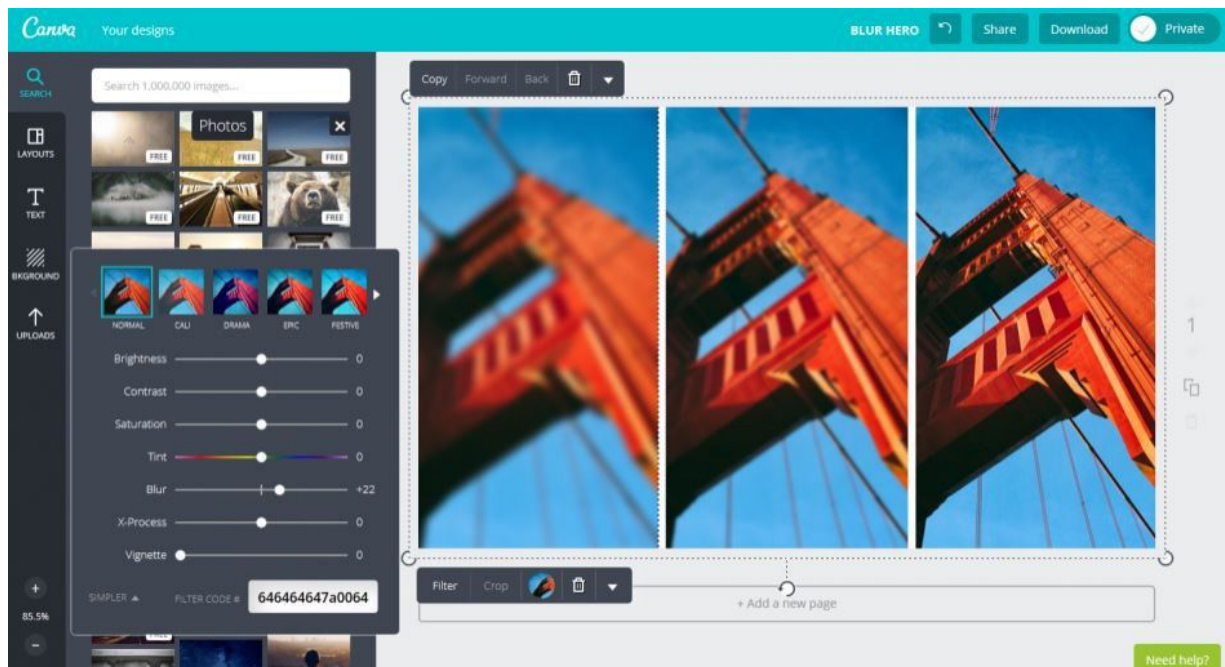 Canva Your designs BLUR HERO Share Download Private
SEARCH
LAYOUTS
TEXT
BKGROUND
UPLOADS
85.5%
Search 1,000,000 images...
Photos
FREE FREE FREE
FREE FREE FREE
NORMAL CALI DRAMA EPIC FESTIVE
Brightness 0
Contrast 0
Saturation 0
Tint 0
Blur +22
X-Process 0
Vignette 0
SIMPLER FILTER CODE # 646464647a0064
FREE
Copy Forward Back
Filter Crop
+ Add a new page
1
Need help?